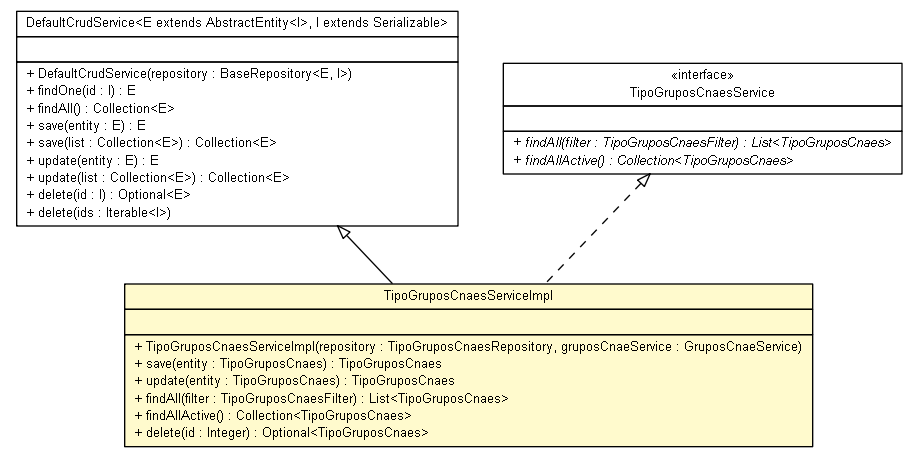 DefaultCrudService<E extends AbstractEntity<I>, I extends Serializable>
+ DefaultCrudService(repository : BaseRepository<E, I>)
+ findOne(id : I) : E
+ findAll() : Collection<E>
+ save(entity : E) : E
+ save(list : Collection<E>) : Collection<E>
+ update(entity : E) : E
+ update(list : Collection<E>) : Collection<E>
+ delete(id : I) : Optional<E>
+ delete(ids : Iterable<I>)
«interface»
TipoGruposCnaesService
+ findAll(filter : TipoGruposCnaesFilter) : List<TipoGruposCnaes>
+ findAllActive() : Collection<TipoGruposCnaes>
TipoGruposCnaesServiceImpl
+ TipoGruposCnaesServiceImpl(repository : TipoGruposCnaesRepository, gruposCnaeService : GruposCnaeService)
+ save(entity : TipoGruposCnaes) : TipoGruposCnaes
+ update(entity : TipoGruposCnaes) : TipoGruposCnaes
+ findAll(filter : TipoGruposCnaesFilter) : List<TipoGruposCnaes>
+ findAllActive() : Collection<TipoGruposCnaes>
+ delete(id : Integer) : Optional<TipoGruposCnaes>